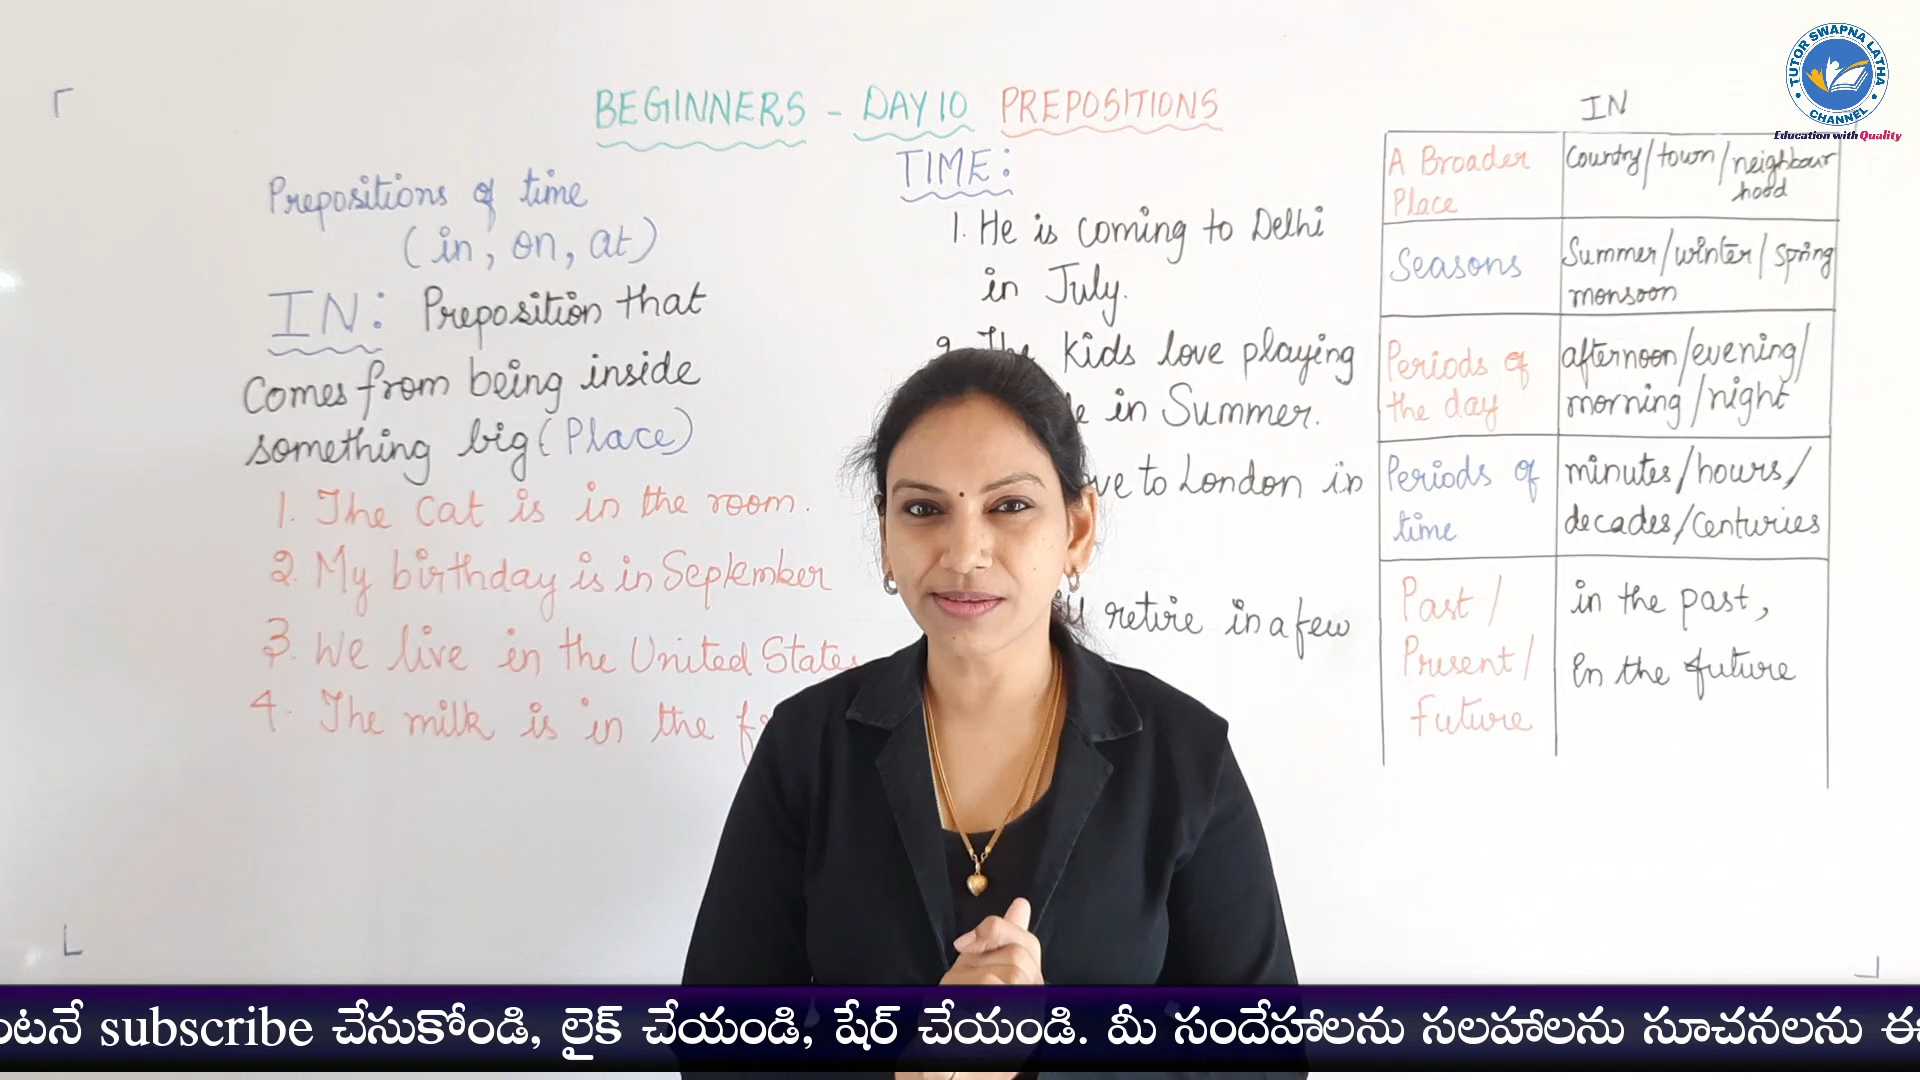 BEGINNERS - DAY 10 PREPOSITIONS
Prepositions of time
(in, on, at)
IN: Preposition that
Comes from being inside
something big (Place)
1. The cat is in the room.
2. My birthday is in September
3. We live in the United States
4. The milk is in the
TIME:
1. He is coming to Delhi
in July.
The kids love playing
in Summer.
to London in
retire in a few
IN
A Broader
Place
Country/town/neighbour
hood
Seasons
Summer/winter/spring
monsoon
Periods of
the day
afternoon/evening/
morning/night
Periods of
time
minutes/hours/
decades/Centuries
Past/
Present/
future
in the past,
In the future
TUTOR SWAPNA LATHA
CHANNEL
Education with Quality
subscribe చేసుకోండి, లైక్ చేయండి, షేర్ చేయండి. మీ సందేహాలను సలహాలను సూచనలను